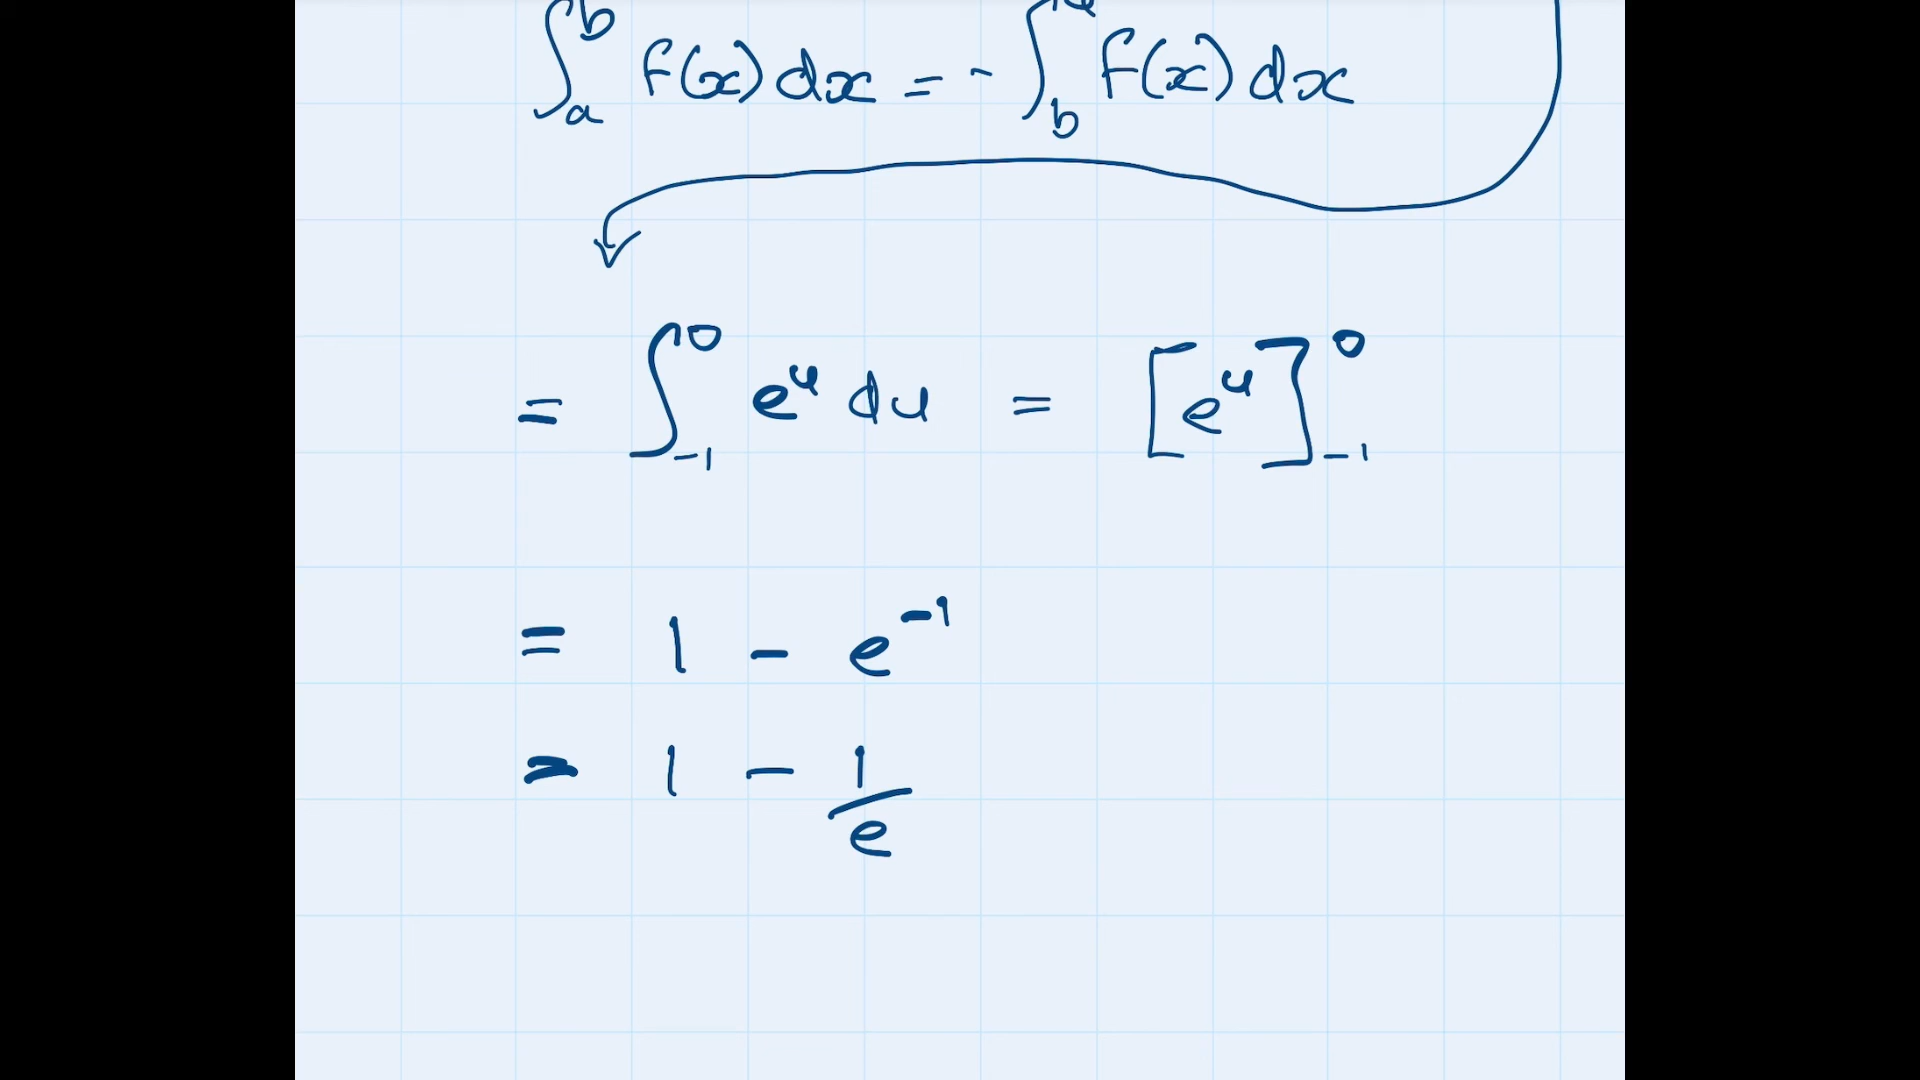 ∫_a^b f(x) dx = - ∫_b^a f(x) dx
= ∫_{-1}^0 e^u du = [e^u]_{-1}^0
= 1 - e^{-1}
= 1 - 1/e